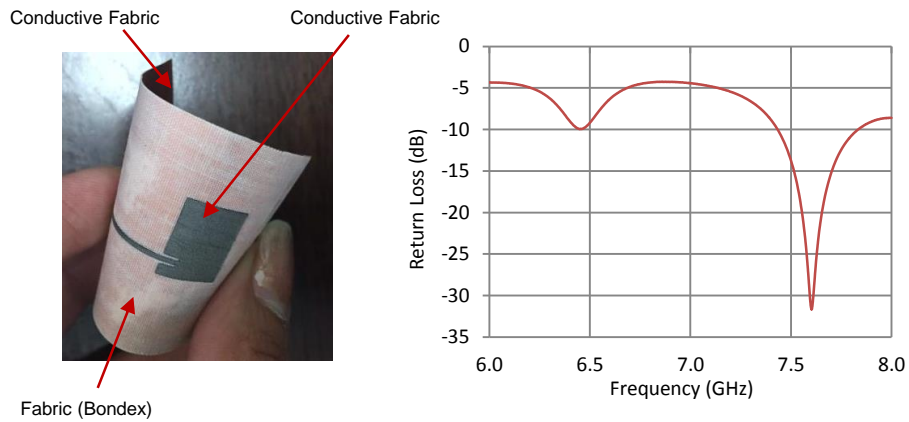 Conductive Fabric
Conductive Fabric
Fabric (Bondex)
Return Loss (dB)
0
-5
-10
-15
-20
-25
-30
-35
6.0 6.5 7.0 7.5 8.0
Frequency (GHz)